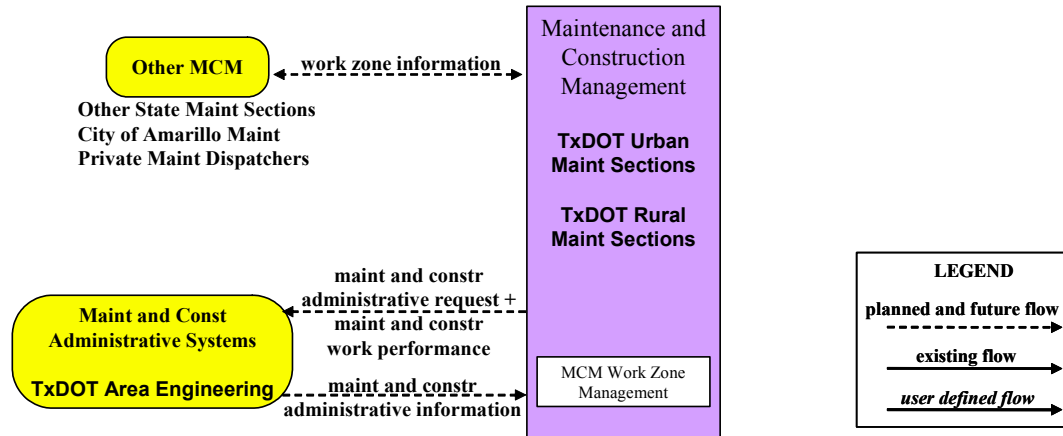 Other MCM
Other State Maint Sections
City of Amarillo Maint
Private Maint Dispatchers
work zone information
Maintenance and
Construction
Management
TxDOT Urban
Maint Sections
TxDOT Rural
Maint Sections
maint and constr
administrative request +
maint and constr
work performance
Maint and Const
Administrative Systems
TxDOT Area Engineering
maint and constr
administrative information
MCM Work Zone
Management
LEGEND
planned and future flow
existing flow
user defined flow